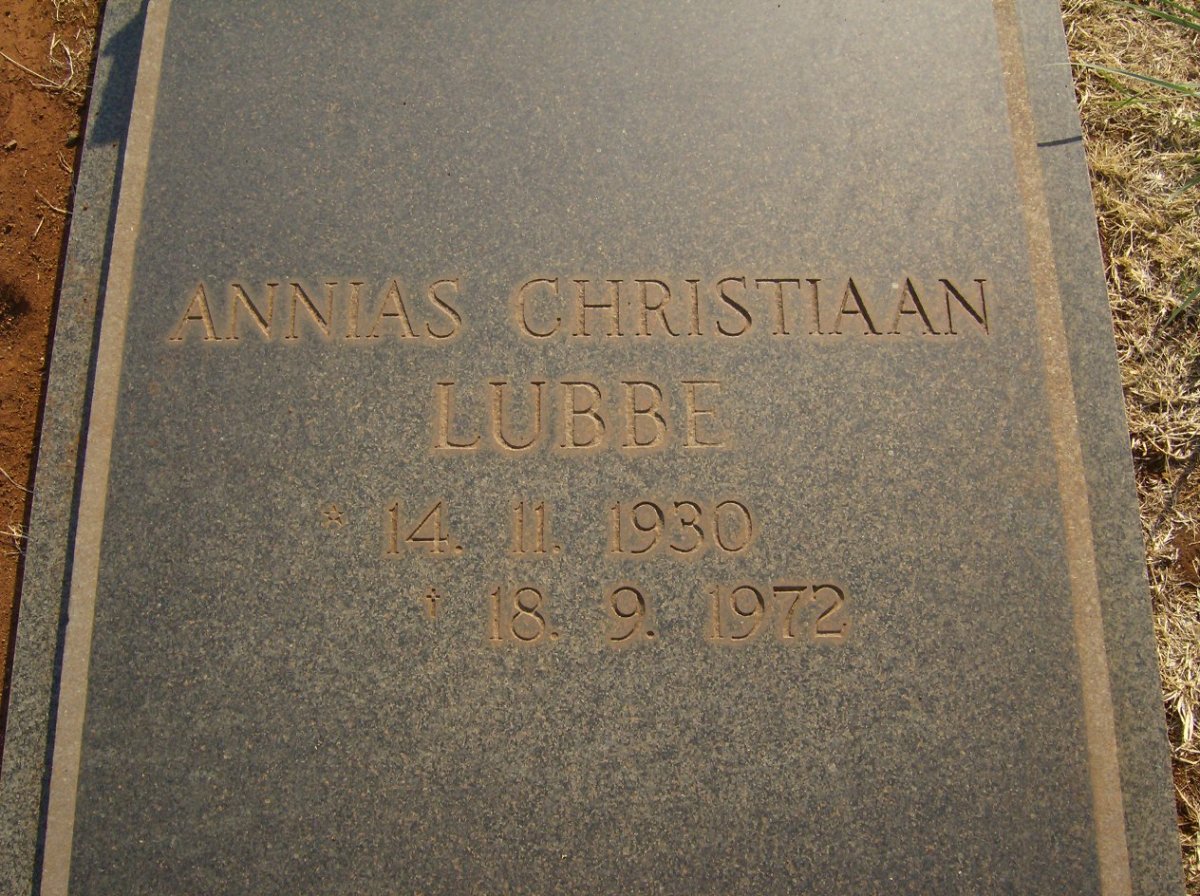 ANNIAS CHRISTIAAN
LUBBE
* 14. 11. 1930
† 18. 9. 1972